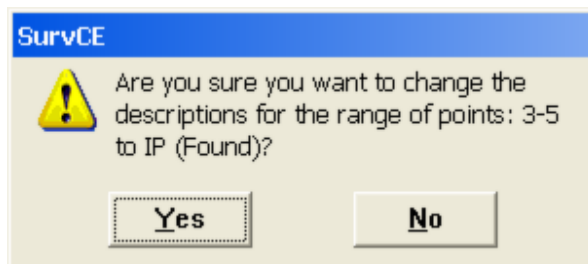 SurvCE
Are you sure you want to change the
descriptions for the range of points: 3-5
to IP (Found)?
Yes
No